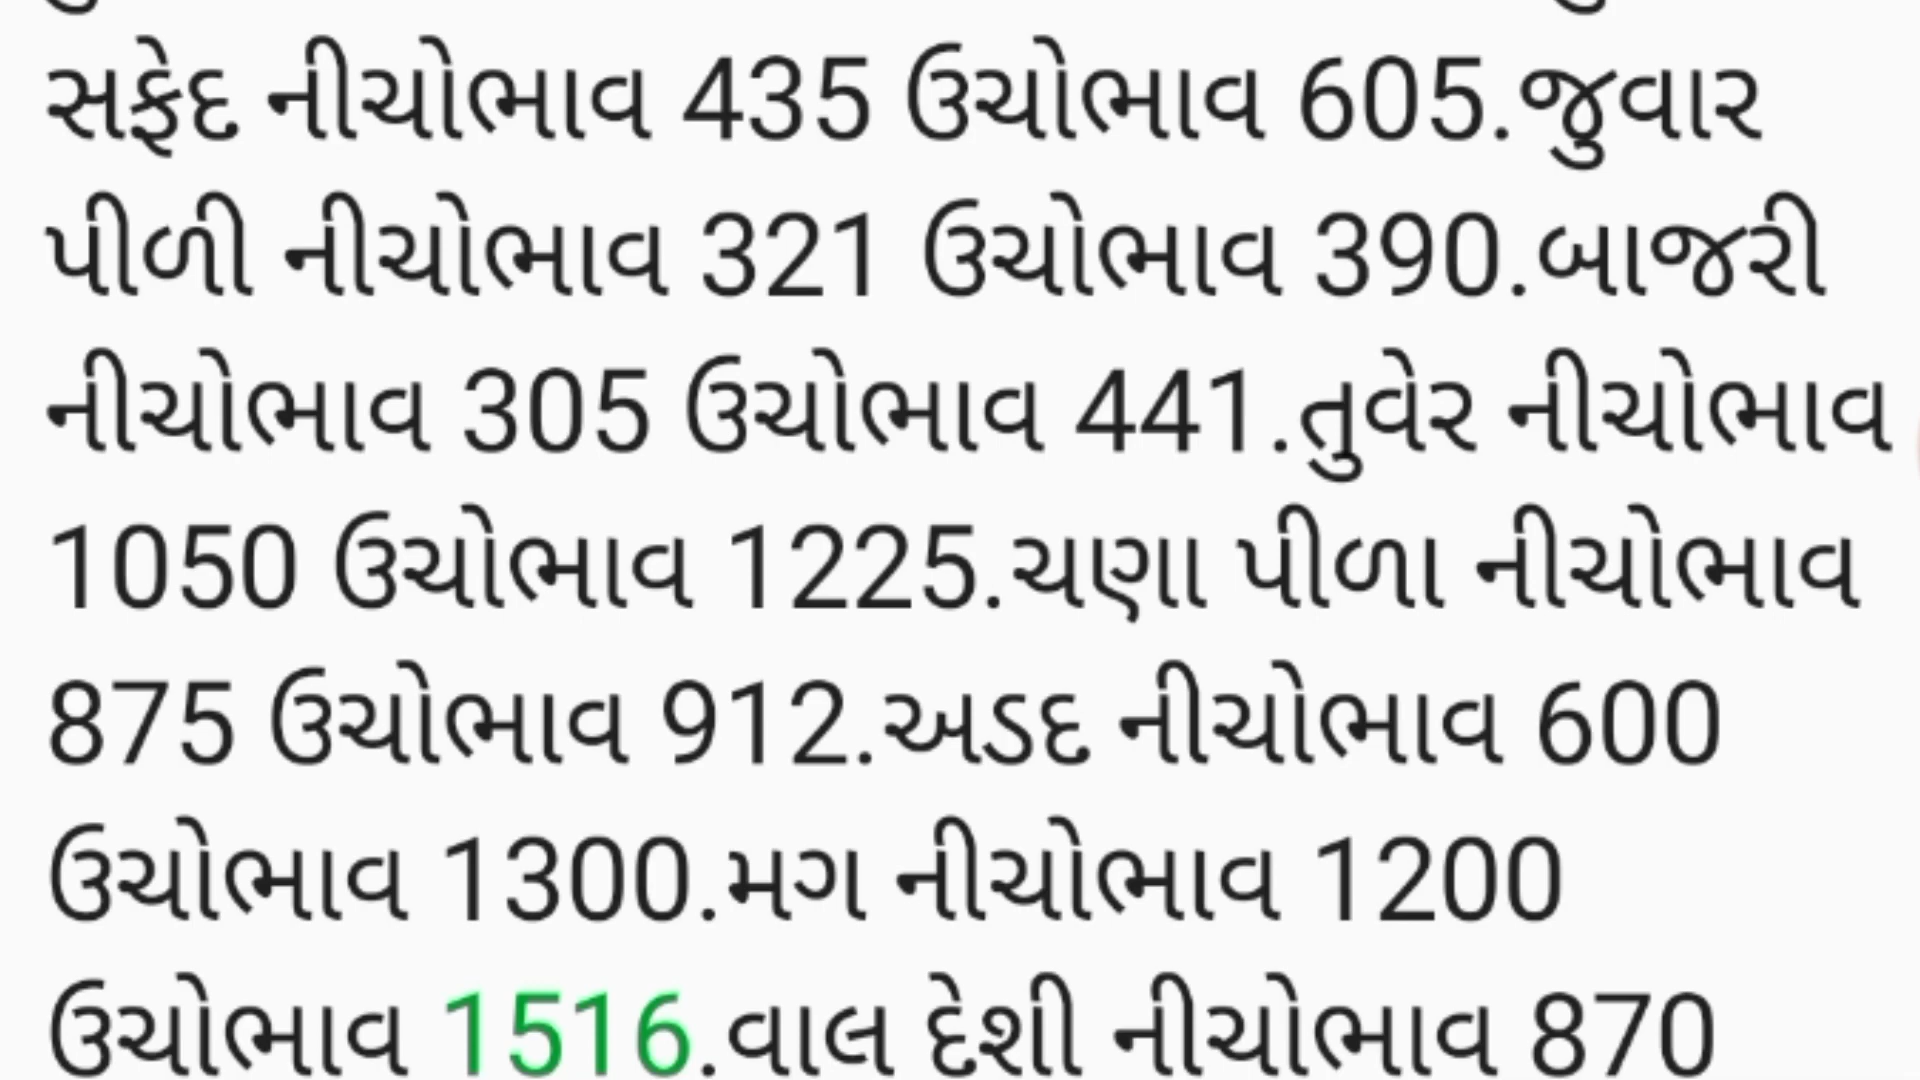 સફેદ નીચોભાવ 435 ઉચોભાવ 605.જુવાર
પીળી નીચોભાવ 321 ઉચોભાવ 390.બાજરી
નીચોભાવ 305 ઉચોભાવ 441.તુવેર નીચોભાવ
1050 ઉચોભાવ 1225.ચણા પીળા નીચોભાવ
875 ઉચોભાવ 912.અડદ નીચોભાવ 600
ઉચોભાવ 1300.મગ નીચોભાવ 1200
ઉચોભાવ 1516.વાલ દેશી નીચોભાવ 870